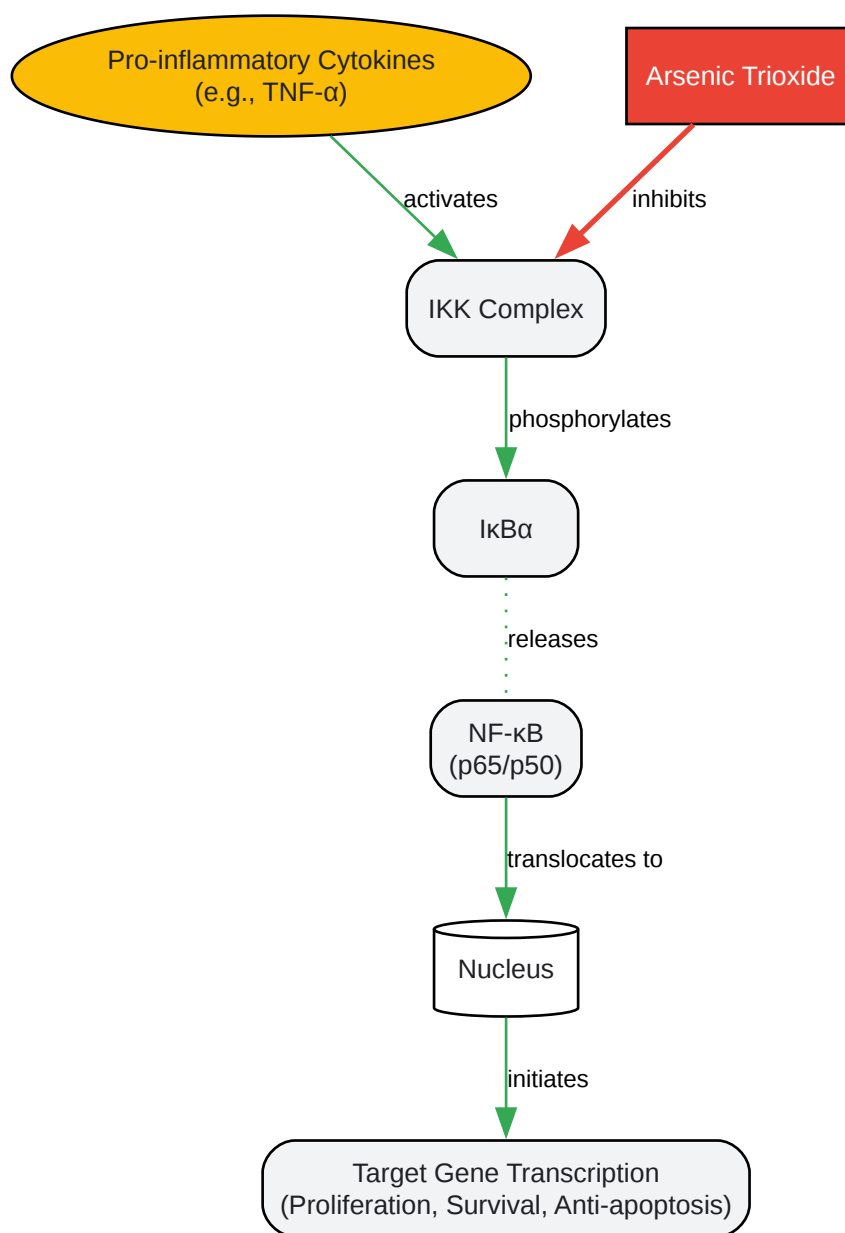 Pro-inflammatory Cytokines
(e.g., TNF-α)
Arsenic Trioxide
activates
inhibits
IKK Complex
phosphorylates
IκBα
releases
NF-κB
(p65/p50)
translocates to
Nucleus
initiates
Target Gene Transcription
(Proliferation, Survival, Anti-apoptosis)